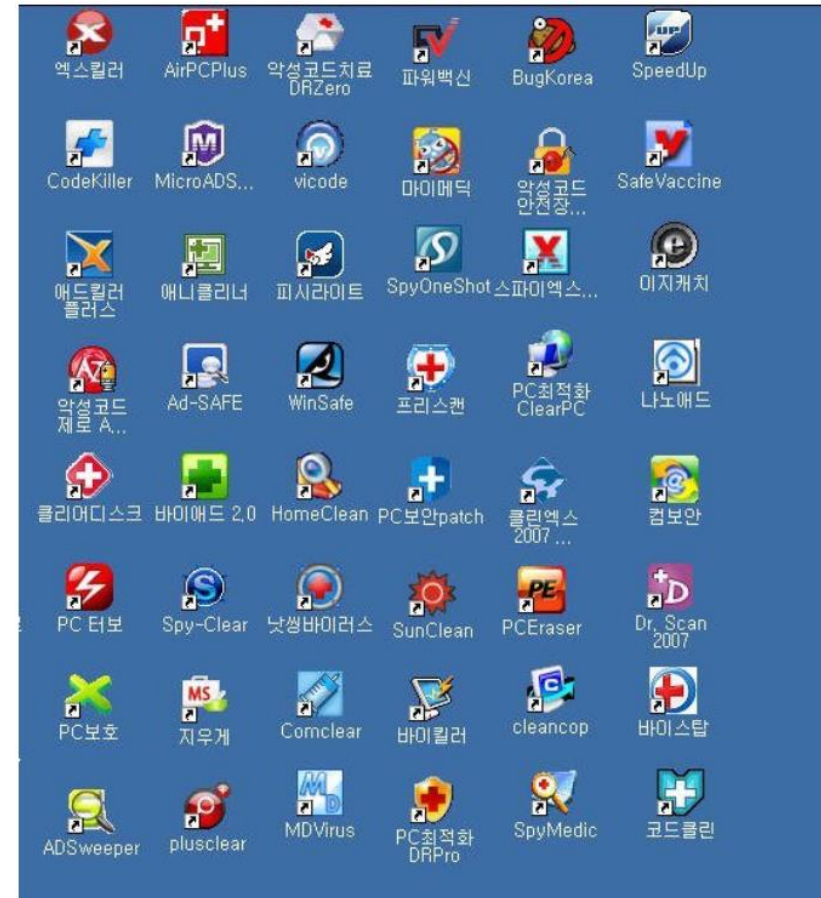 엑스킬러
AirPCPlus
악성코드치료
DRZero
파워백신
BugKorea
SpeedUp
CodeKiller
MicroADS...
vicode
마이메딕
악성코드
안전장...
SafeVaccine
애드킬러
플러스
애니클리너
피시라이트
SpyOneShot
스파이엑스...
이지캐치
악성코드
제로 A...
Ad-SAFE
WinSafe
프리스캔
PC최적화
ClearPC
나노애드
클리어디스크
바이애드 2,0
HomeClean
PC보안patch
클린엑스
2007 ...
컴보안
PC 터보
Spy-Clear
낫씽바이러스
SunClean
PCEraser
Dr, Scan
2007
PC보호
지우게
Comclear
바이킬러
cleancop
바이스탑
ADSweeper
plusclear
MDVirus
PC최적화
DRPro
SpyMedic
코드클린